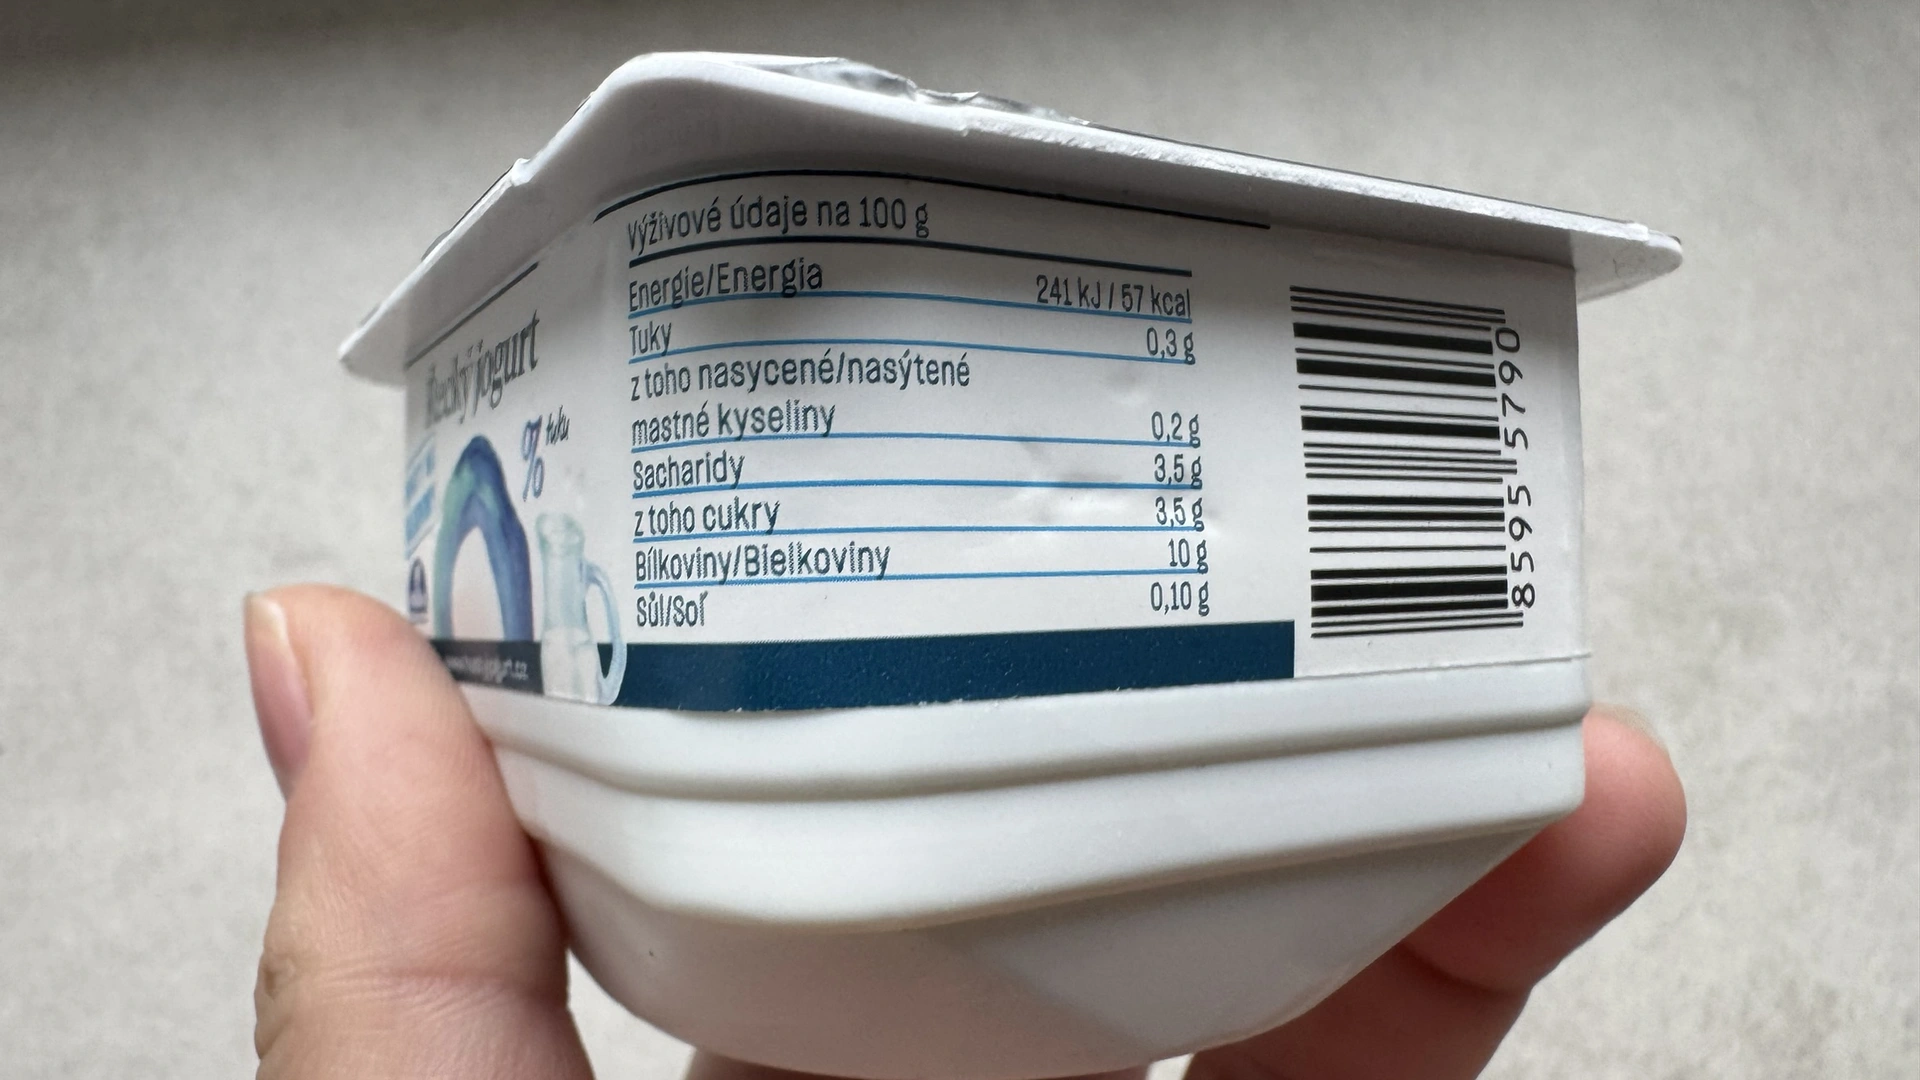 řecký jogurt
% tuku
Výživové údaje na 100 g
Energie/Energia 241 kJ / 57 kcal
Tuky 0,3 g
z toho nasycené/nasýtené
mastné kyseliny 0,2 g
Sacharidy 3,5 g
z toho cukry 3,5 g
Bílkoviny/Bielkoviny 10 g
Sůl/Soľ 0,10 g
8595 5790